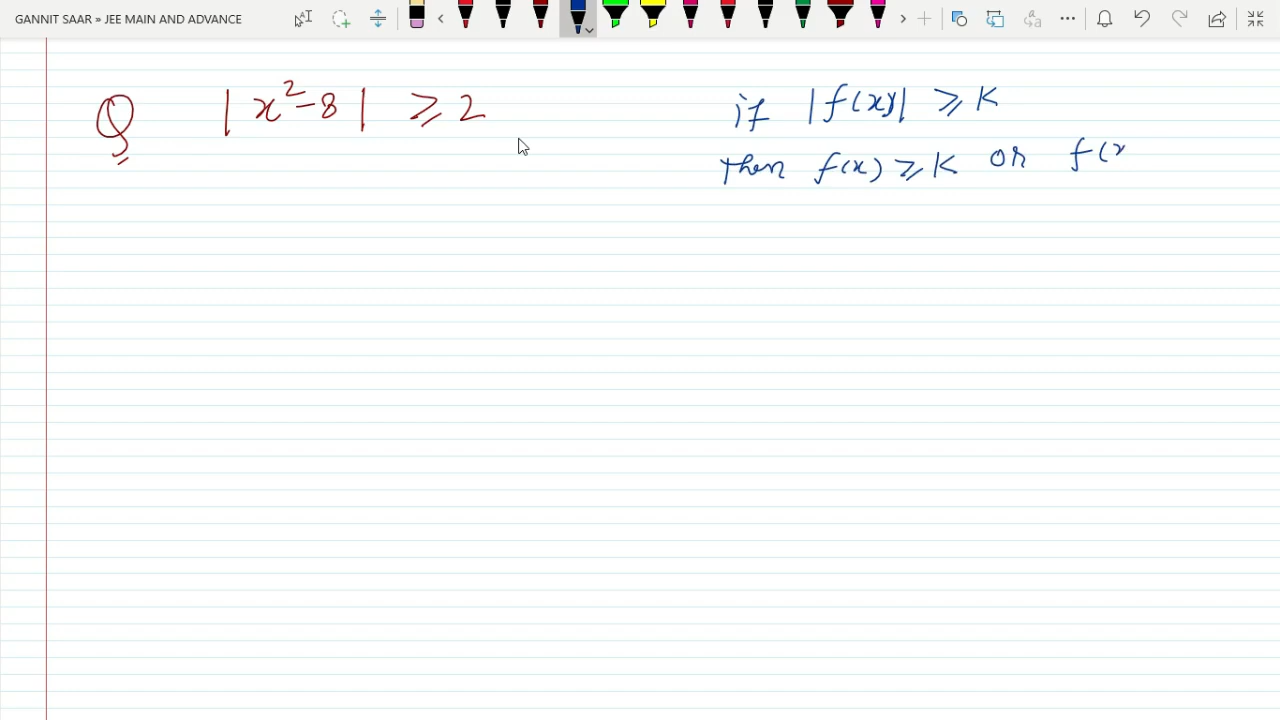 GANNIT SAAR » JEE MAIN AND ADVANCE
Q | x² - 8 | ⩾ 2
if |f(x)| ⩾ K
then f(x) ⩾ K or f(x